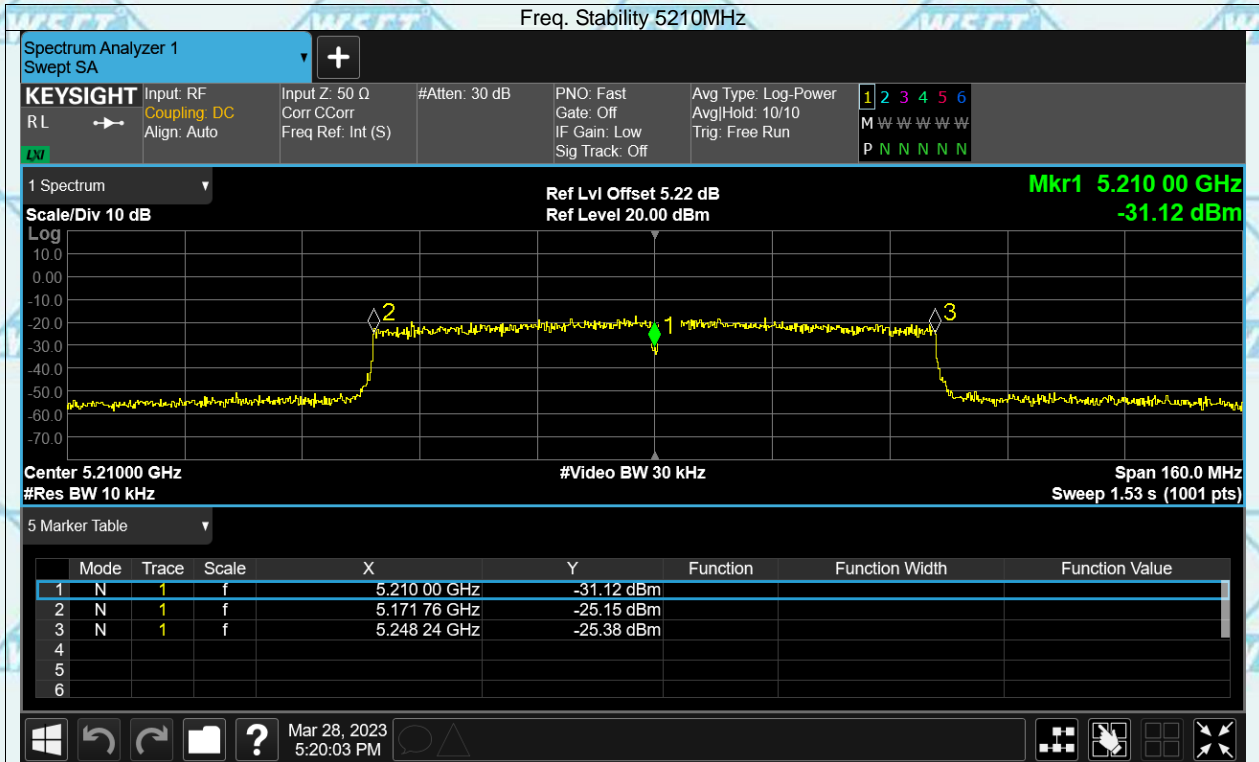 Freq. Stability 5210MHz
Spectrum Analyzer 1
Swept SA
KEYSIGHT
RL
LXI
Input: RF
Coupling: DC
Align: Auto
Input Z: 50 Ω
Corr CCorr
Freq Ref: Int (S)
#Atten: 30 dB
PNO: Fast
Gate: Off
IF Gain: Low
Sig Track: Off
Avg Type: Log-Power
Avg|Hold: 10/10
Trig: Free Run
1 2 3 4 5 6
M W W W W W
P N N N N N
1 Spectrum
Scale/Div 10 dB
Ref Lvl Offset 5.22 dB
Ref Level 20.00 dBm
Mkr1 5.210 00 GHz
-31.12 dBm
Log
10.0
0.00
-10.0
-20.0
-30.0
-40.0
-50.0
-60.0
-70.0
2
1
3
Center 5.21000 GHz
#Res BW 10 kHz
#Video BW 30 kHz
Span 160.0 MHz
Sweep 1.53 s (1001 pts)
5 Marker Table
Mode Trace Scale X Y Function Function Width Function Value
1 N 1 f 5.210 00 GHz -31.12 dBm
2 N 1 f 5.171 76 GHz -25.15 dBm
3 N 1 f 5.248 24 GHz -25.38 dBm
4
5
6
?
Mar 28, 2023
5:20:03 PM